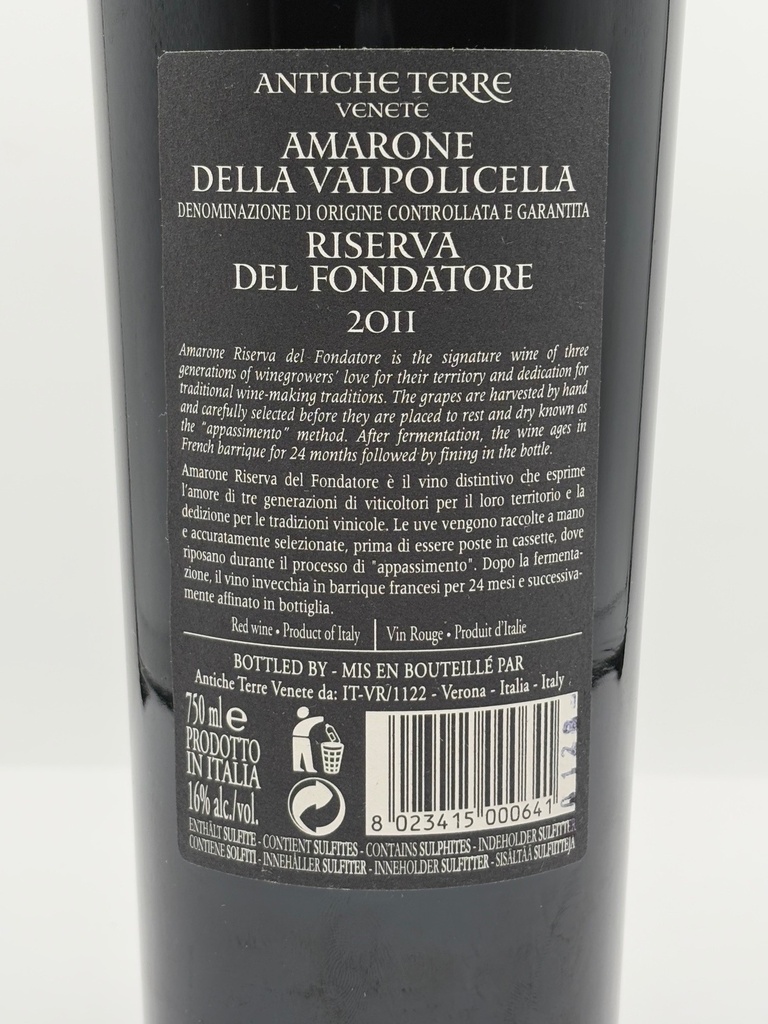 ANTICHE TERRE
VENETE
AMARONE
DELLA VALPOLICELLA
DENOMINAZIONE DI ORIGINE CONTROLLATA E GARANTITA
RISERVA
DEL FONDATORE
2011
Amarone Riserva del Fondatore is the signature wine of three
generations of winegrowers' love for their territory and dedication for
traditional wine-making traditions. The grapes are harvested by hand
and carefully selected before they are placed to rest and dry known as
the "appassimento" method. After fermentation, the wine ages in
French barrique for 24 months followed by fining in the bottle.
Amarone Riserva del Fondatore è il vino distintivo che esprime
l'amore di tre generazioni di viticoltori per il loro territorio e la
dedizione per le tradizioni vinicole. Le uve vengono raccolte a mano
e accuratamente selezionate, prima di essere poste in cassette, dove
riposano durante il processo di "appassimento". Dopo la fermenta-
zione, il vino invecchia in barrique francesi per 24 mesi e successiva-
mente affinato in bottiglia.
Red wine • Product of Italy | Vin Rouge • Produit d'Italie
BOTTLED BY - MIS EN BOUTEILLÉ PAR
Antiche Terre Venete da: IT-VR/1122 - Verona - Italia - Italy
750 ml e
PRODOTTO
IN ITALIA
16% alc./vol.
8 023415 000641
ENTHÄLT SULFITE - CONTIENT SULFITES - CONTAINS SULPHITES - INDEHOLDER SULFITTER
CONTIENE SOLFITI - INNEHÅLLER SULFITER - INNEHOLDER SULFITTER - SISÄLTÄÄ SULFIITTEJA